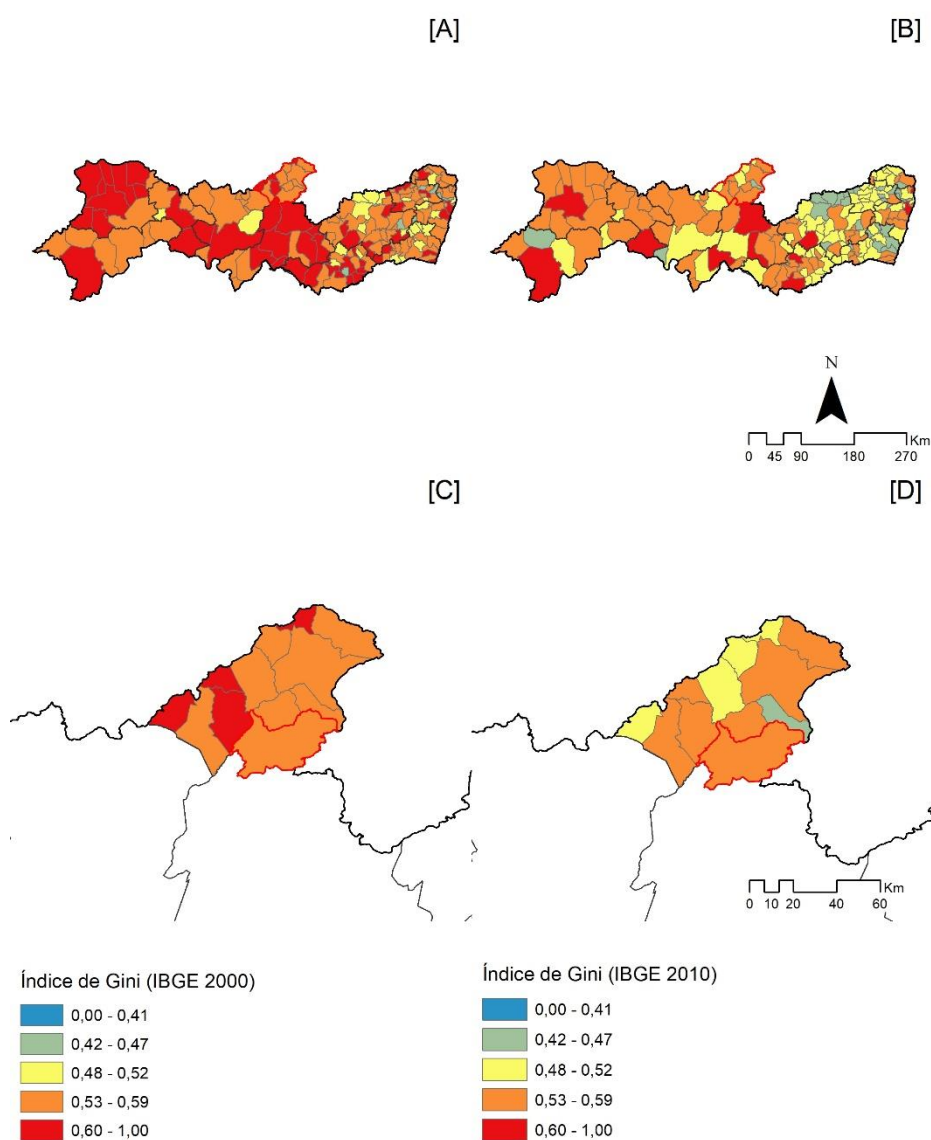 [A]
[B]
N
Km
0 45 90 180 270
[C]
[D]
Km
0 10 20 40 60
Índice de Gini (IBGE 2000)
0,00 - 0,41
0,42 - 0,47
0,48 - 0,52
0,53 - 0,59
0,60 - 1,00
Índice de Gini (IBGE 2010)
0,00 - 0,41
0,42 - 0,47
0,48 - 0,52
0,53 - 0,59
0,60 - 1,00